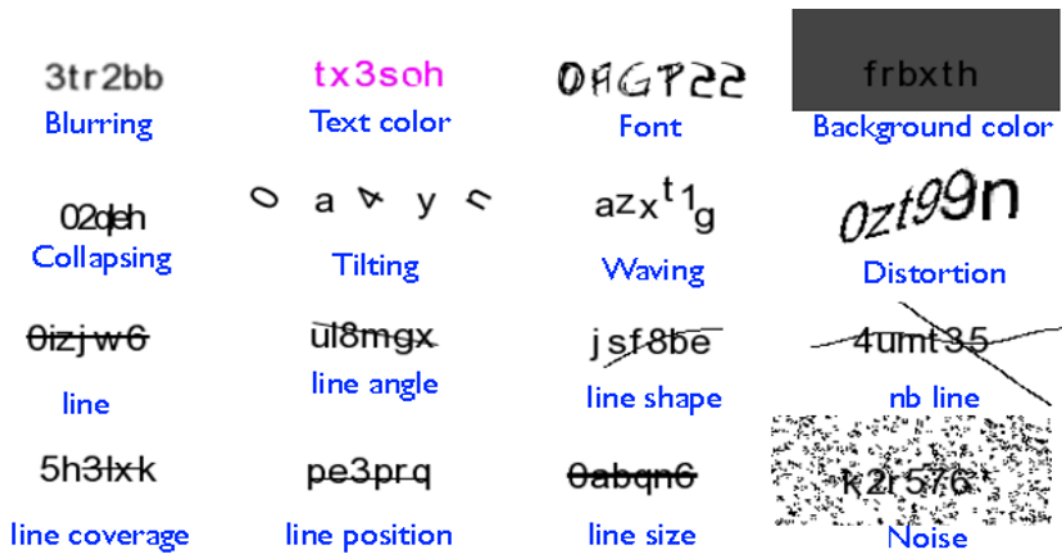 3tr2bb tx3soh 0AGT22 frbxth
Blurring Text color Font Background color
02qeh 0 a 4 y n azxt1g 0zt99n
Collapsing Tilting Waving Distortion
0izjw6 ul8mgx jsf8be 4umt35
line line angle line shape nb line
5h3lxk pe3prq 0abqn6 k2r576
line coverage line position line size Noise